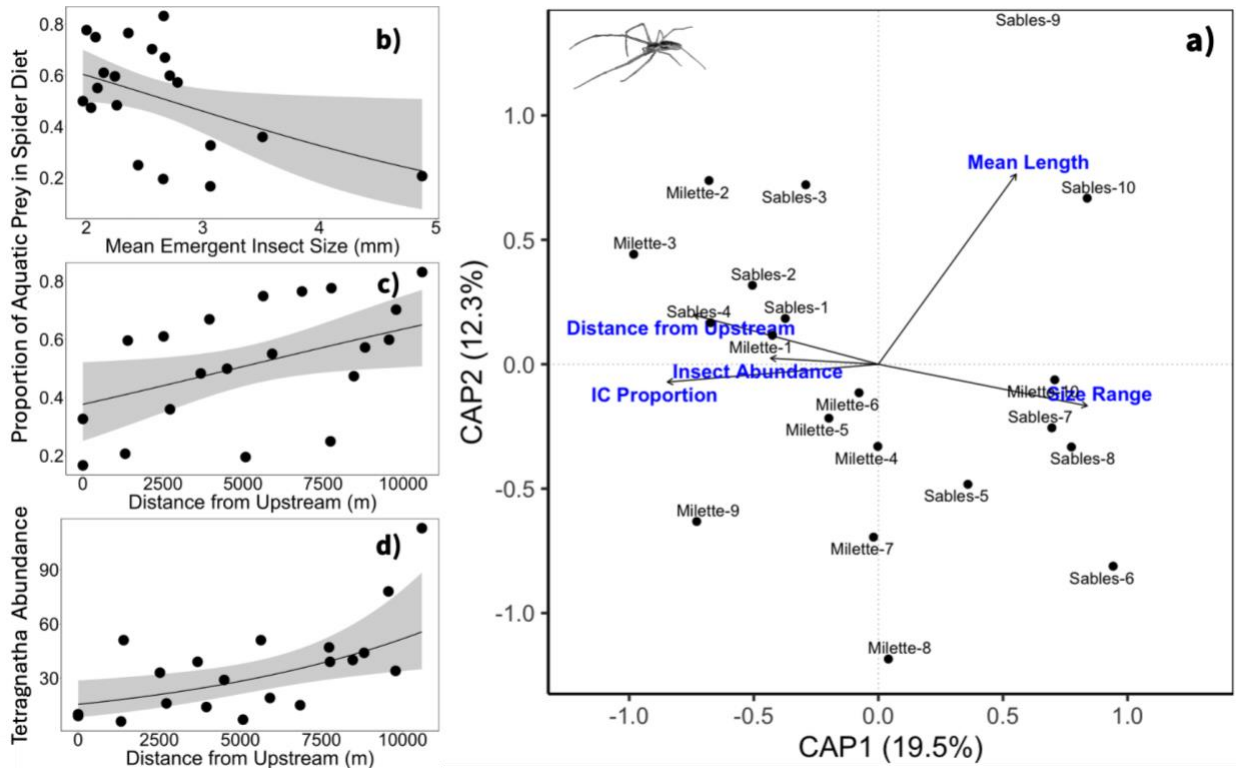 b)
Proportion of Aquatic Prey in Spider Diet
0.8
0.6
0.4
0.2
2 3 4 5
Mean Emergent Insect Size (mm)
c)
0.8
0.6
0.4
0.2
0 2500 5000 7500 10000
Distance from Upstream (m)
d)
Tetragnatha Abundance
90
60
30
0 2500 5000 7500 10000
Distance from Upstream (m)
a)
Sables-9
1.0
Mean Length
Milette-2
Sables-3
Sables-10
0.5
Milette-3
Sables-2
Sables-4
Sables-1
Distance from Upstream
Milette-1
0.0
Insect Abundance
IC Proportion
Milette-10
Size Range
Milette-6
Sables-7
Milette-5
Milette-4
Sables-8
-0.5
Sables-5
Milette-9
Milette-7
Sables-6
-1.0
Milette-8
CAP2 (12.3%)
-1.0 -0.5 0.0 0.5 1.0
CAP1 (19.5%)